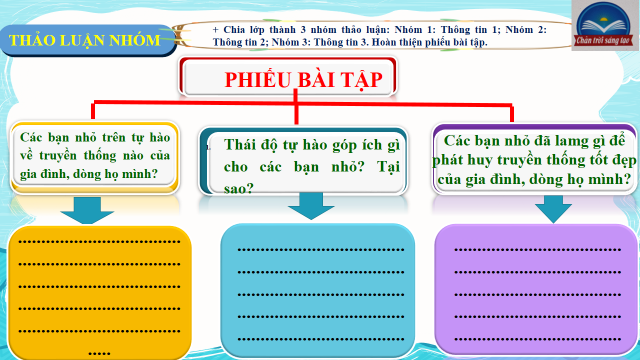 THẢO LUẬN NHÓM
+ Chia lớp thành 3 nhóm thảo luận: Nhóm 1: Thông tin 1; Nhóm 2:
Thông tin 2; Nhóm 3: Thông tin 3. Hoàn thiện phiếu bài tập.
Chân trời sáng tạo
PHIẾU BÀI TẬP
Các bạn nhỏ trên tự hào
về truyền thống nào của
gia đình, dòng họ mình?
Thái độ tự hào góp ích gì
cho các bạn nhỏ? Tại
sao?
Các bạn nhỏ đã lamg gì để
phát huy truyền thống tốt đẹp
của gia đình, dòng họ mình?